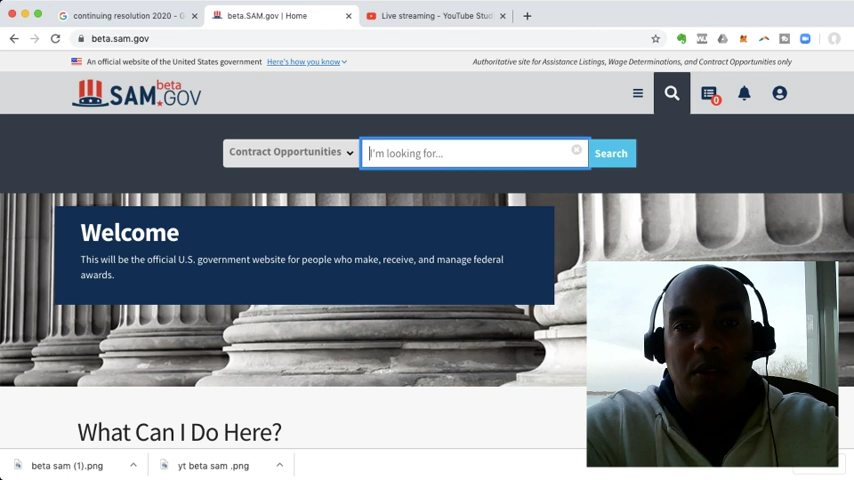 continuing resolution 2020 - G
beta.SAM.gov | Home
Live streaming - YouTube Stud
beta.sam.gov
An official website of the United States government Here's how you know
Authoritative site for Assistance Listings, Wage Determinations, and Contract Opportunities only
beta
SAM.GOV
0
Contract Opportunities
I'm looking for...
Search
Welcome
This will be the official U.S. government website for people who make, receive, and manage federal
awards.
What Can I Do Here?
beta sam (1).png
yt beta sam .png